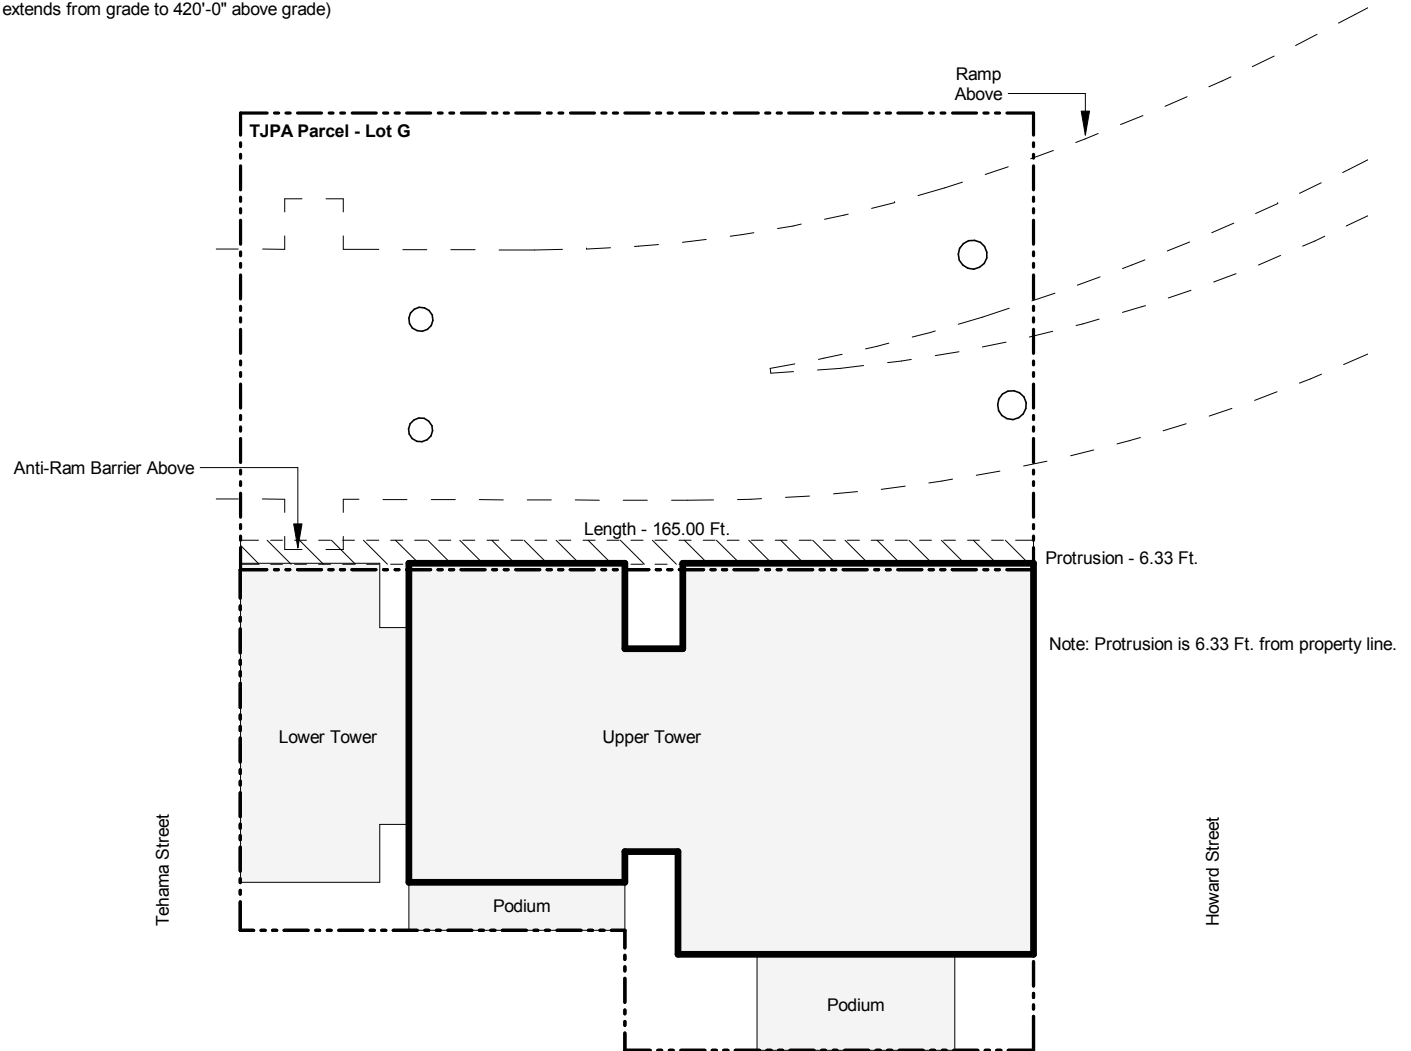 extends from grade to 420'-0" above grade)
Ramp
Above
TJPA Parcel - Lot G
Anti-Ram Barrier Above
Length - 165.00 Ft.
Protrusion - 6.33 Ft.
Note: Protrusion is 6.33 Ft. from property line.
Lower Tower
Upper Tower
Tehama Street
Howard Street
Podium
Podium